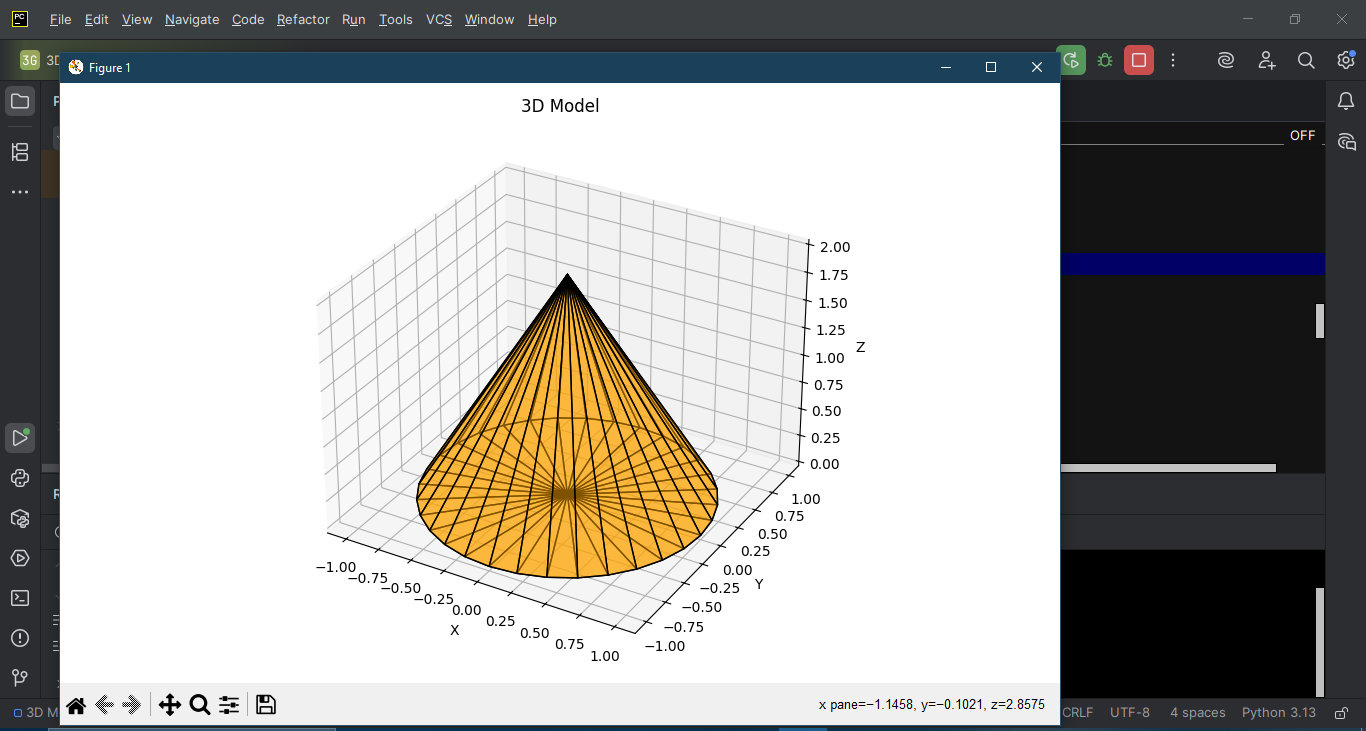 PC File Edit View Navigate Code Refactor Run Tools VCS Window Help
3G 3D
Figure 1
3D Model
OFF
2.00
1.75
1.50
1.25
1.00
Z
0.75
0.50
0.25
0.00
1.00
0.75
0.50
0.25
0.00
Y
−0.25
−0.50
−0.75
−1.00
−1.00
−0.75
−0.50
−0.25
0.00
0.25
0.50
0.75
1.00
X
x pane=−1.1458, y=−0.1021, z=2.8575
3D M CRLF UTF-8 4 spaces Python 3.13